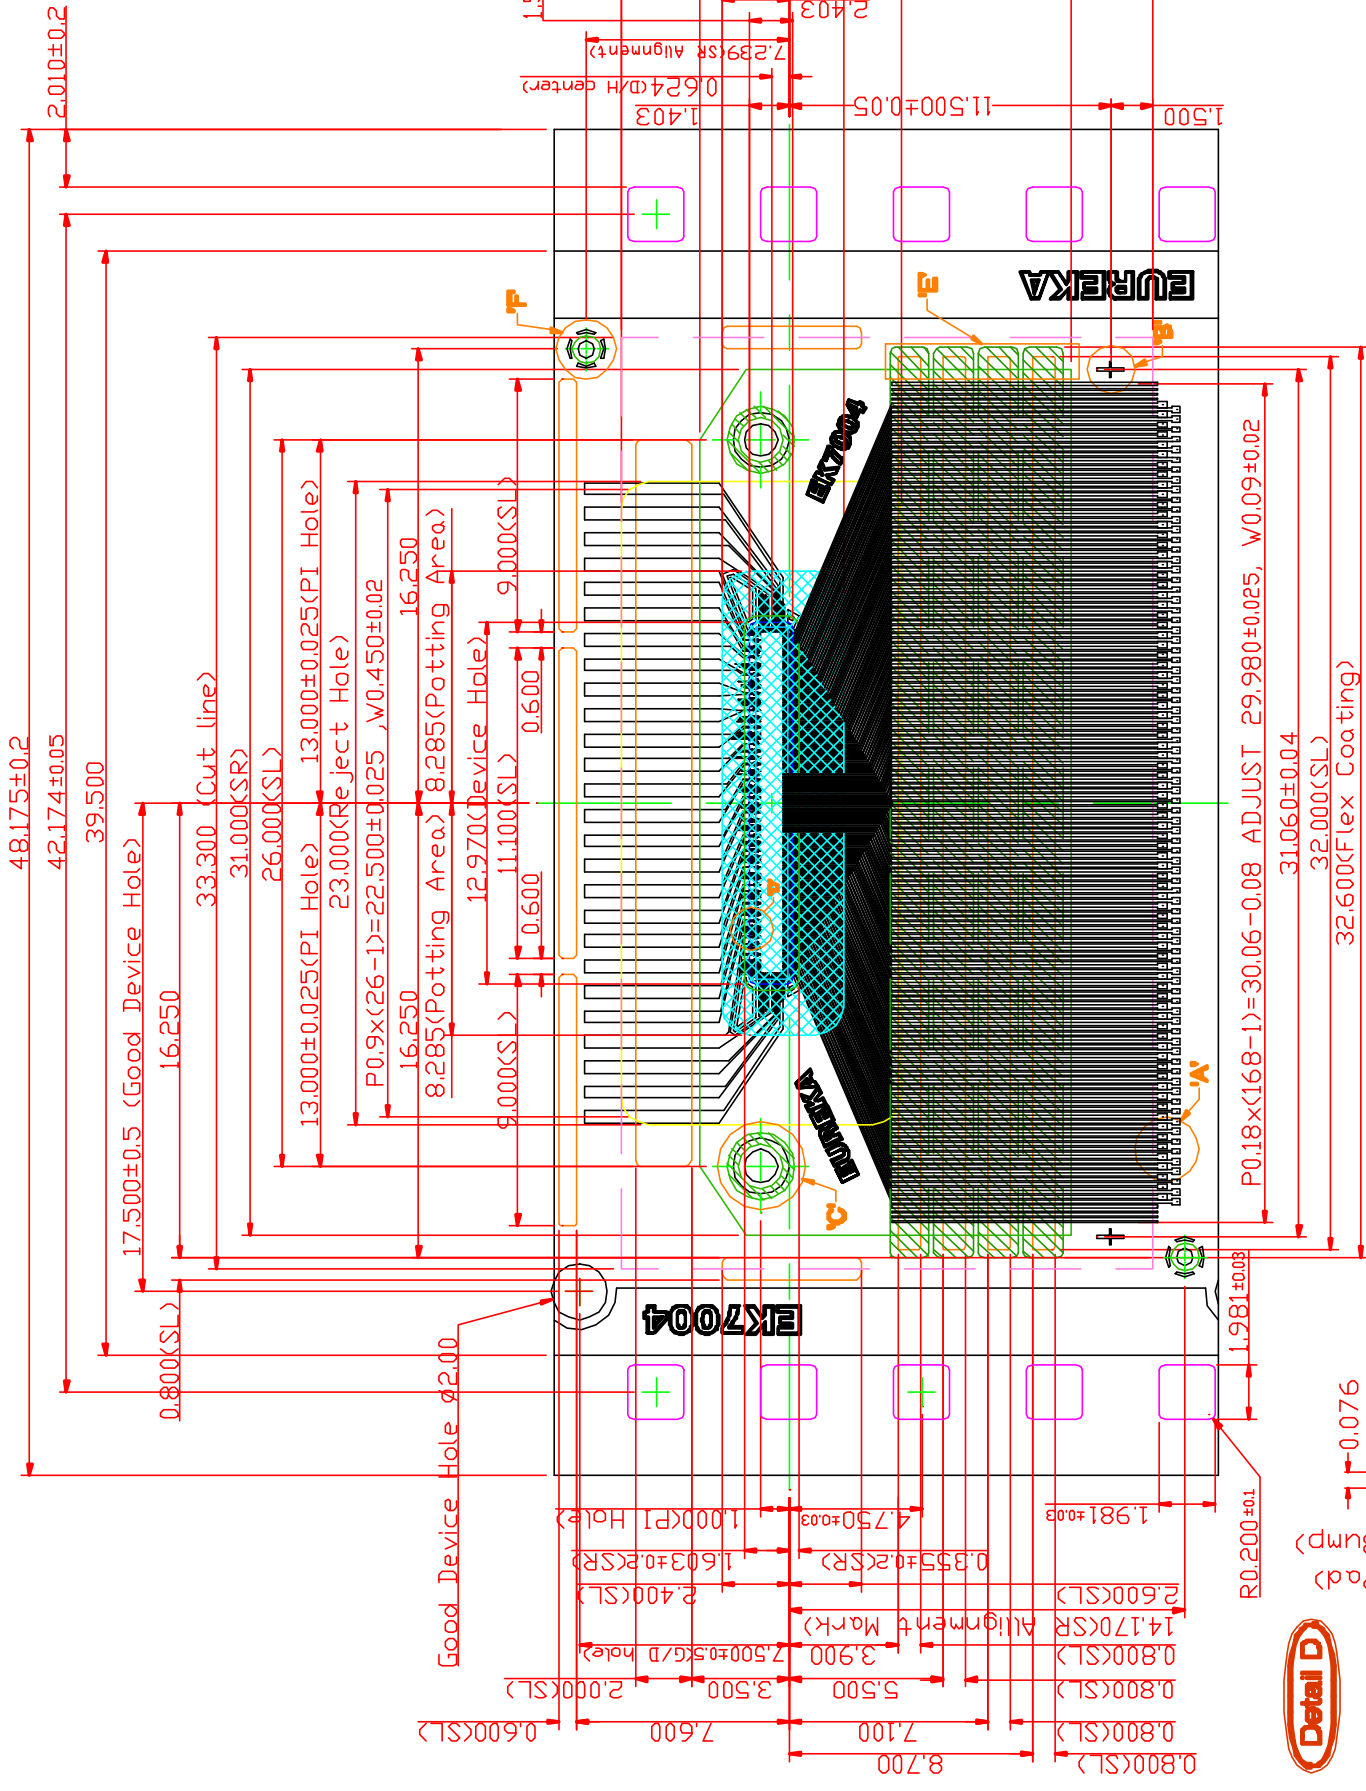 2.010±0.2
2.403
7.239(SR Alignment)
0.624(D/H center)
1.403
11.500±0.05
1.500
48.175±0.2
42.174±0.05
39.500
17.500±0.5 (Good Device Hole)
16.250
0.800(SL)
33.300 (Cut line)
31.000(SR)
26.000(SL)
13.000±0.025(PI Hole)
13.000±0.025(PI Hole)
23.000(Reject Hole)
P0.9x(26-1)=22.500±0.025 ,W0.450±0.02
16.250
16.250
8.285(Potting Area)
8.285(Potting Area)
12.970(Device Hole)
9.000(SL)
11.100(SL)
9.000(SL)
0.600
0.600
"F"
"E"
"B"
"A"
"C"
EUREKA
EK7004
EUREKA
EK7004
P0.18x(168-1)=30.06-0.08 ADJUST 29.980±0.025, W0.09±0.02
31.060±0.04
32.000(SL)
32.600(Flex Coating)
1.981±0.03
Good Device Hole ø2.00
1.000(PI Hole)
4.750±0.03
1.981±0.03
1.603±0.2(SR)
0.355±0.2(SR)
2.400(SL)
2.600(SL)
14.170(SR Alignment Mark)
7.500±0.5(G/D hole)
3.900
0.800(SL)
2.000(SL)
3.500
5.500
0.800(SL)
0.600(SL)
7.600
7.100
0.800(SL)
8.700
0.800(SL)
R0.200±0.1
0.076
Detail D